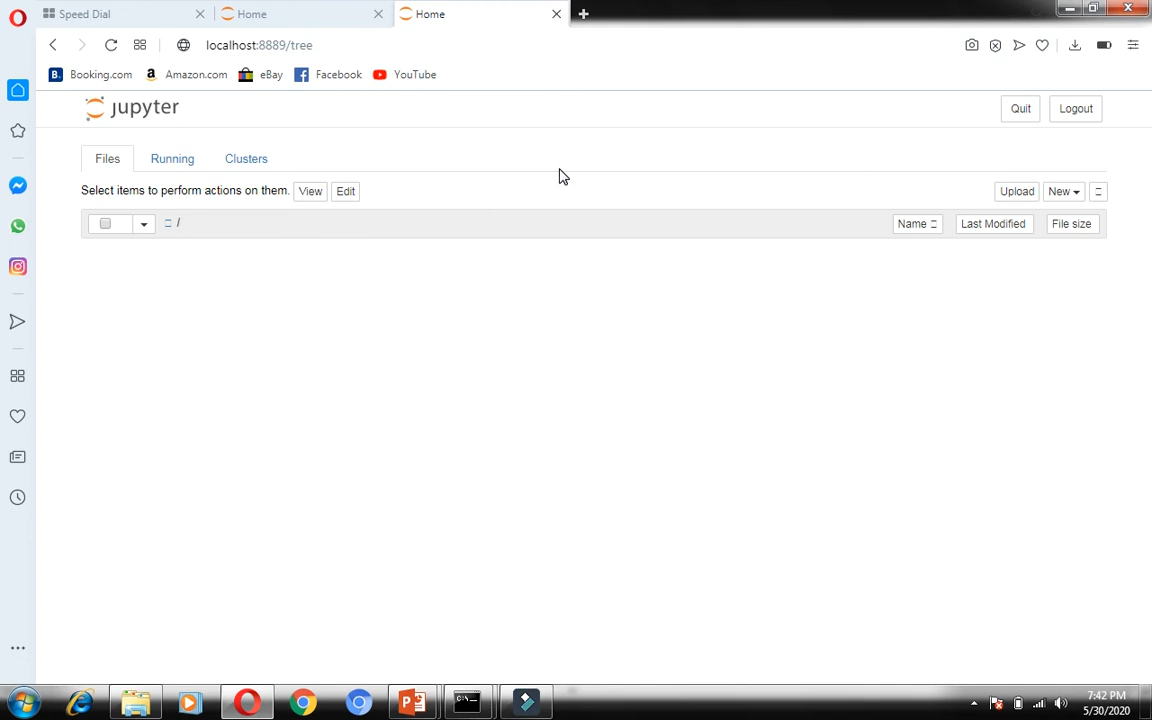 Speed Dial
Home
Home
localhost:8889/tree
B. Booking.com
a Amazon.com
eBay
Facebook
YouTube
jupyter
Quit
Logout
Files
Running
Clusters
Select items to perform actions on them.
View
Edit
Upload
New
/
Name
Last Modified
File size
7:42 PM
5/30/2020